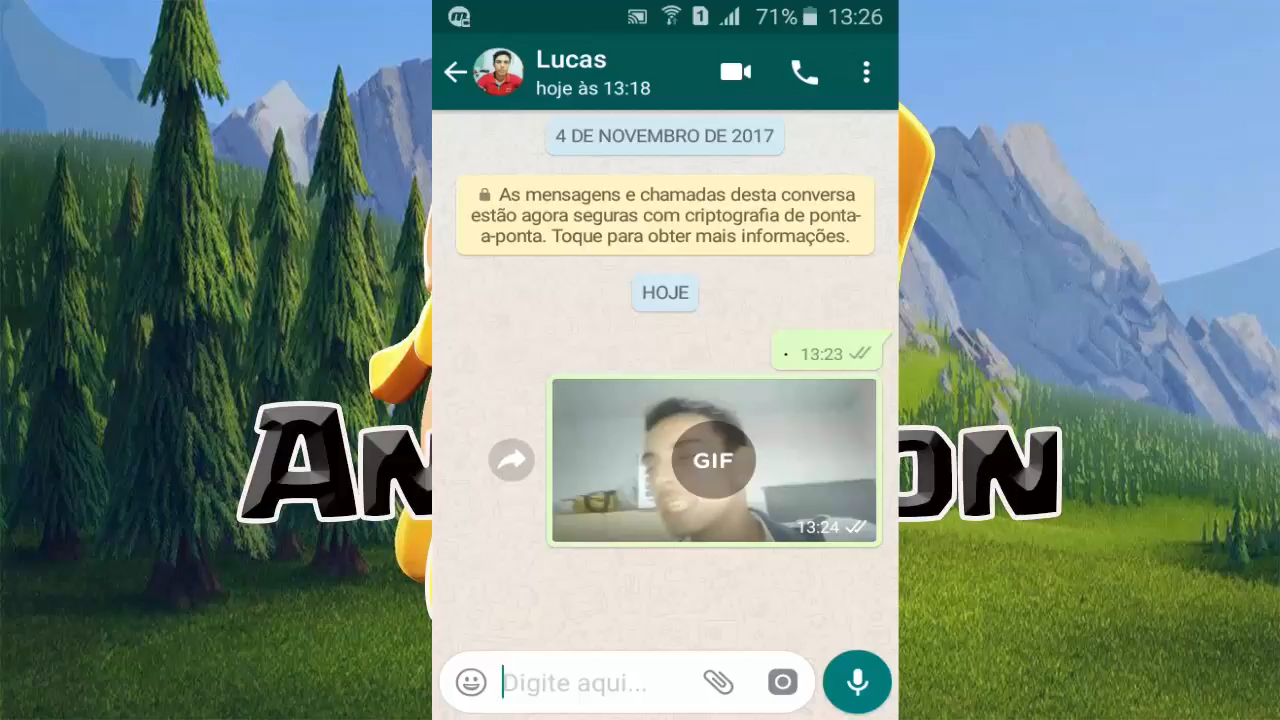 71% 13:26
Lucas
hoje às 13:18
4 DE NOVEMBRO DE 2017
As mensagens e chamadas desta conversa
estão agora seguras com criptografia de ponta-
a-ponta. Toque para obter mais informações.
HOJE
. 13:23
GIF
13:24
Digite aqui...